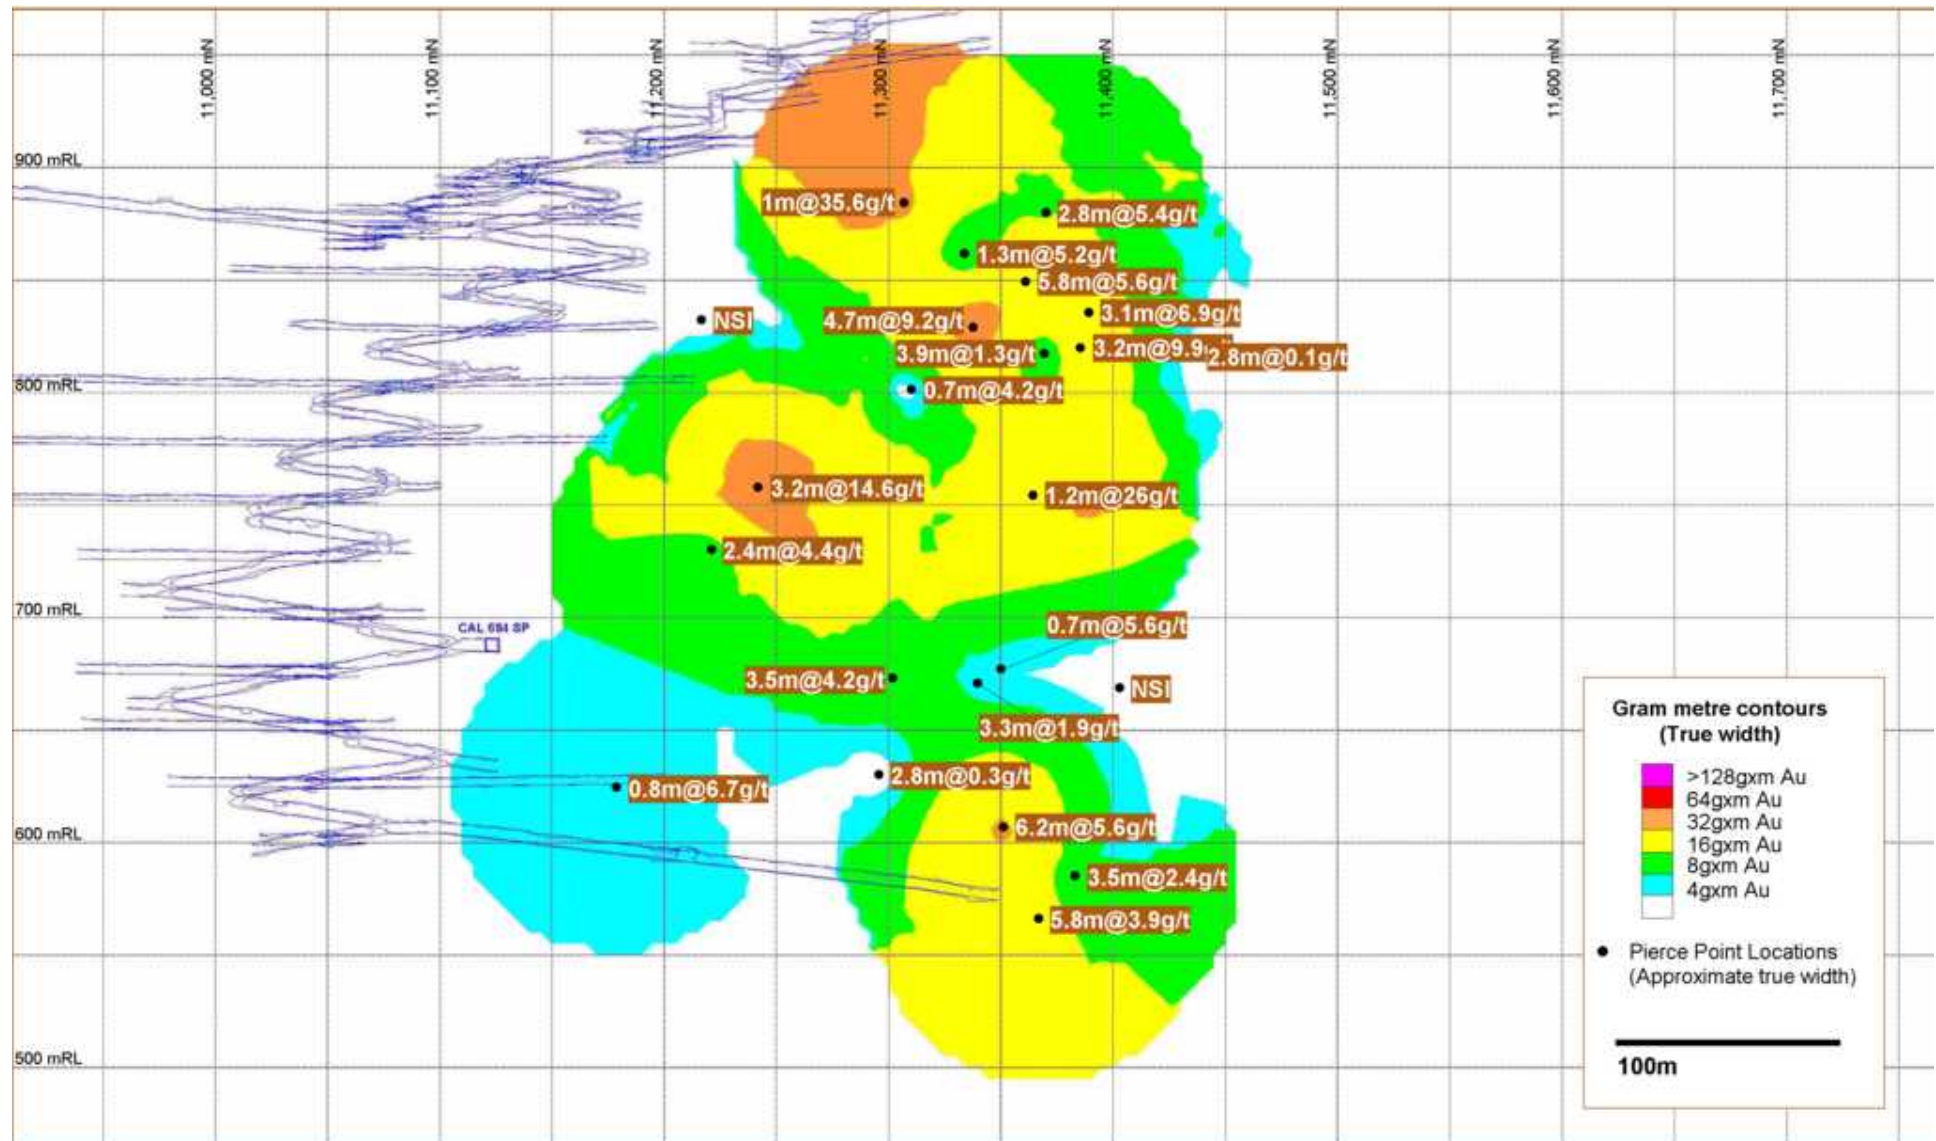 11,000 mN
11,100 mN
11,200 mN
11,300 mN
11,400 mN
11,500 mN
11,600 mN
11,700 mN
900 mRL
1m@35.6g/t
2.8m@5.4g/t
1.3m@5.2g/t
5.8m@5.6g/t
NSI
4.7m@9.2g/t
3.1m@6.9g/t
3.9m@1.3g/t
3.2m@9.9
2.8m@0.1g/t
800 mRL
0.7m@4.2g/t
3.2m@14.6g/t
1.2m@26g/t
2.4m@4.4g/t
700 mRL
CAL 694 SP
0.7m@5.6g/t
3.5m@4.2g/t
NSI
3.3m@1.9g/t
0.8m@6.7g/t
2.8m@0.3g/t
600 mRL
6.2m@5.6g/t
3.5m@2.4g/t
5.8m@3.9g/t
500 mRL
Gram metre contours
(True width)
>128gxm Au
64gxm Au
32gxm Au
16gxm Au
8gxm Au
4gxm Au
Pierce Point Locations
(Approximate true width)
100m